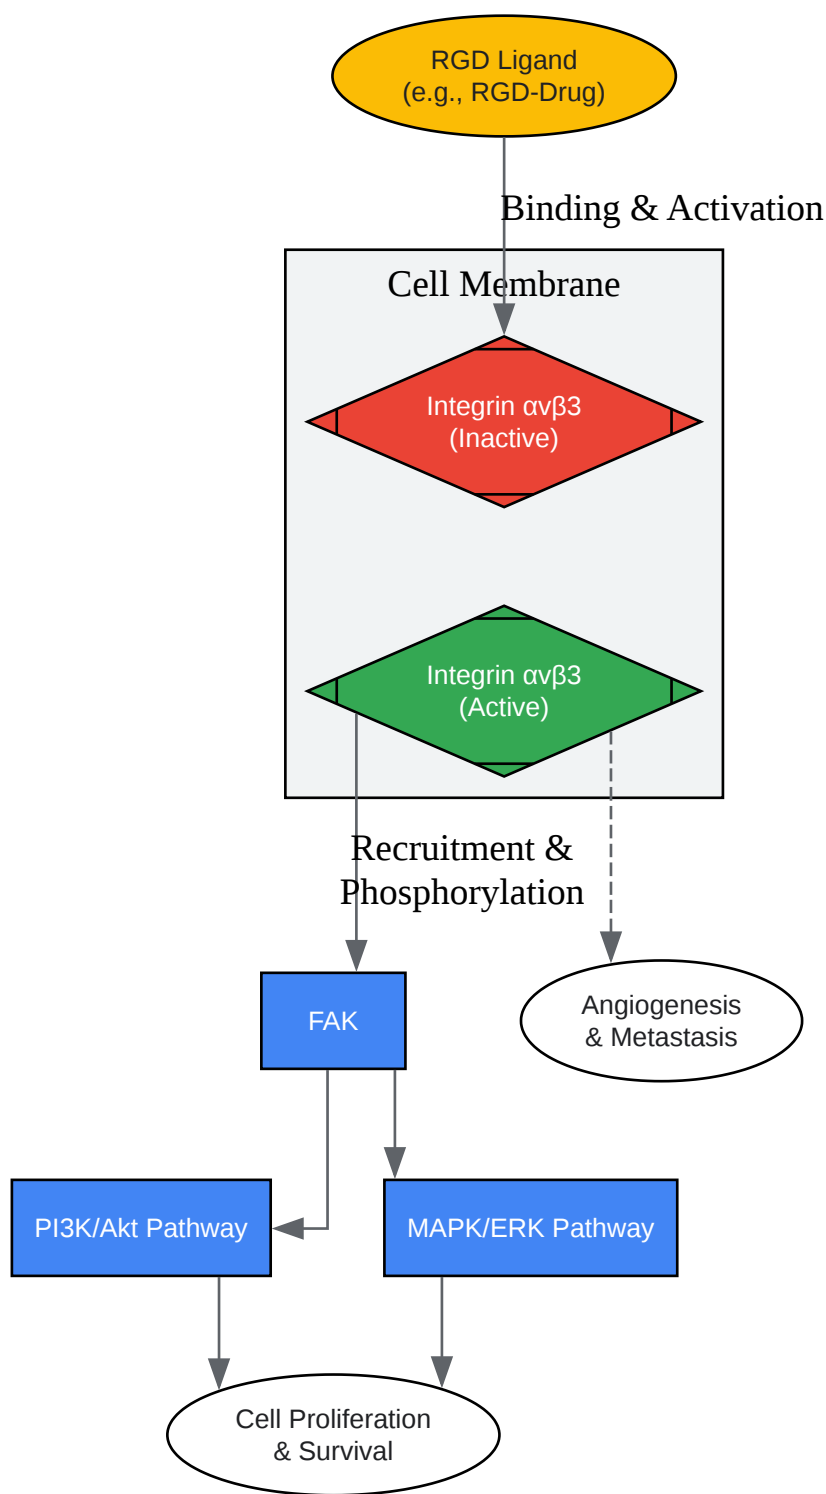 RGD Ligand
(e.g., RGD-Drug)
Binding & Activation
Cell Membrane
Integrin αvβ3
(Inactive)
Integrin αvβ3
(Active)
Recruitment &
Phosphorylation
FAK
Angiogenesis
& Metastasis
PI3K/Akt Pathway
MAPK/ERK Pathway
Cell Proliferation
& Survival